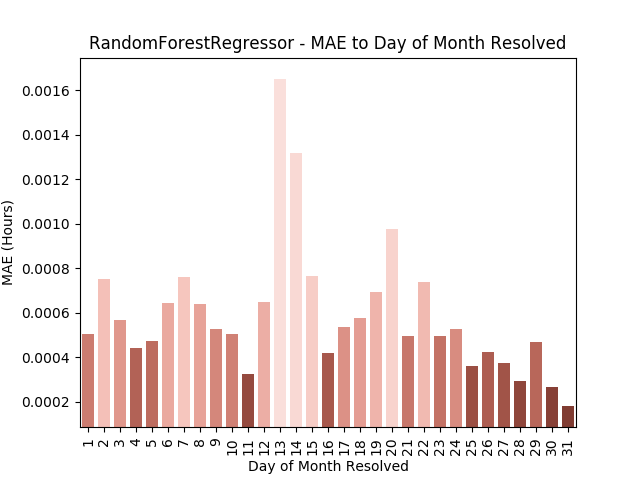 RandomForestRegressor - MAE to Day of Month Resolved
0.0016
0.0014
0.0012
0.0010
0.0008
0.0006
0.0004
0.0002
MAE (Hours)
1 2 3 4 5 6 7 8 9 10 11 12 13 14 15 16 17 18 19 20 21 22 23 24 25 26 27 28 29 30 31
Day of Month Resolved